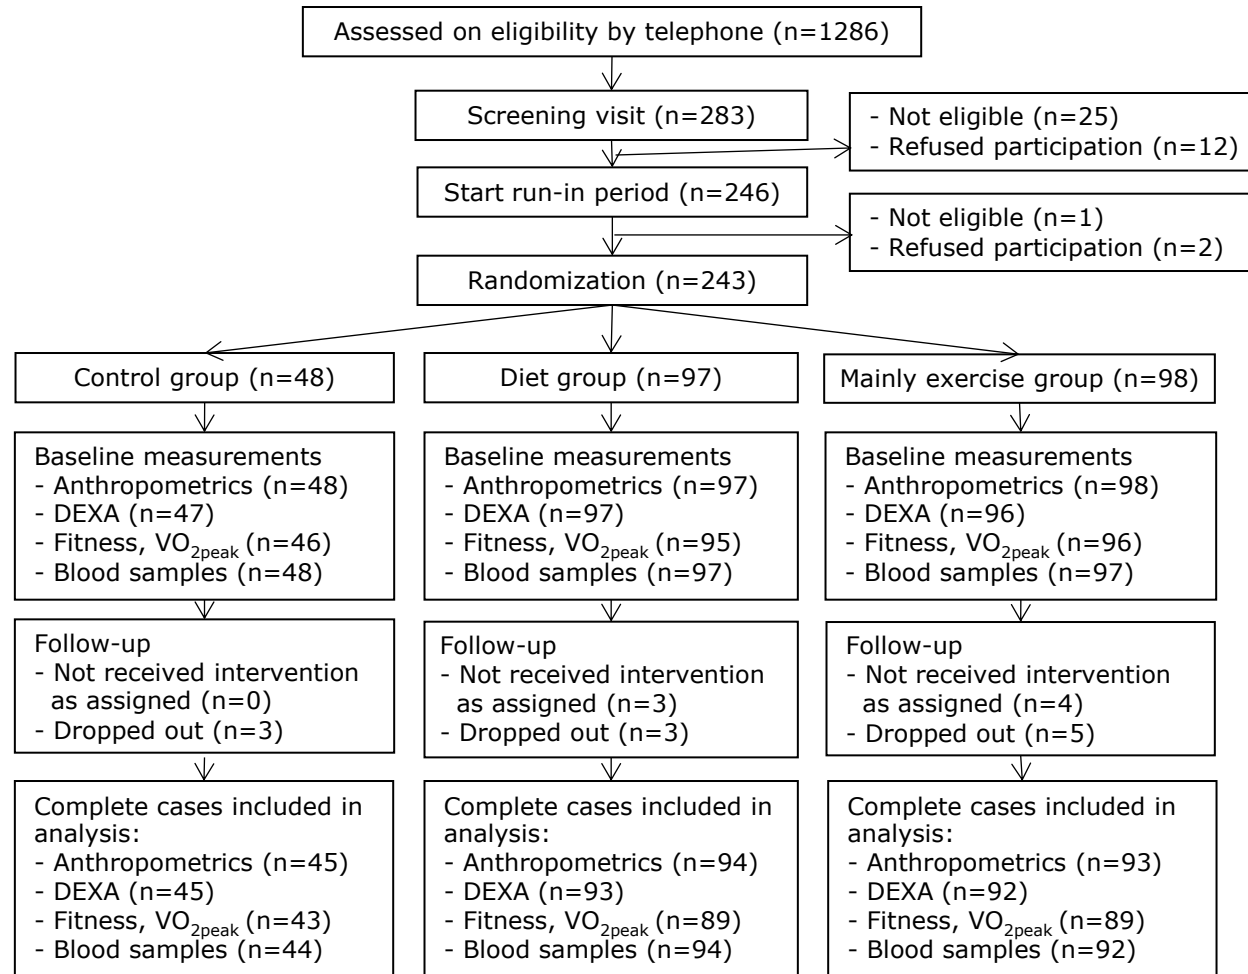 Assessed on eligibility by telephone (n=1286)
Screening visit (n=283)
- Not eligible (n=25)
- Refused participation (n=12)
Start run-in period (n=246)
- Not eligible (n=1)
- Refused participation (n=2)
Randomization (n=243)
Control group (n=48)
Baseline measurements
- Anthropometrics (n=48)
- DEXA (n=47)
- Fitness, VO2peak (n=46)
- Blood samples (n=48)
Follow-up
- Not received intervention
as assigned (n=0)
- Dropped out (n=3)
Complete cases included in
analysis:
- Anthropometrics (n=45)
- DEXA (n=45)
- Fitness, VO2peak (n=43)
- Blood samples (n=44)
Diet group (n=97)
Baseline measurements
- Anthropometrics (n=97)
- DEXA (n=97)
- Fitness, VO2peak (n=95)
- Blood samples (n=97)
Follow-up
- Not received intervention
as assigned (n=3)
- Dropped out (n=3)
Complete cases included in
analysis:
- Anthropometrics (n=94)
- DEXA (n=93)
- Fitness, VO2peak (n=89)
- Blood samples (n=94)
Mainly exercise group (n=98)
Baseline measurements
- Anthropometrics (n=98)
- DEXA (n=96)
- Fitness, VO2peak (n=96)
- Blood samples (n=97)
Follow-up
- Not received intervention
as assigned (n=4)
- Dropped out (n=5)
Complete cases included in
analysis:
- Anthropometrics (n=93)
- DEXA (n=92)
- Fitness, VO2peak (n=89)
- Blood samples (n=92)